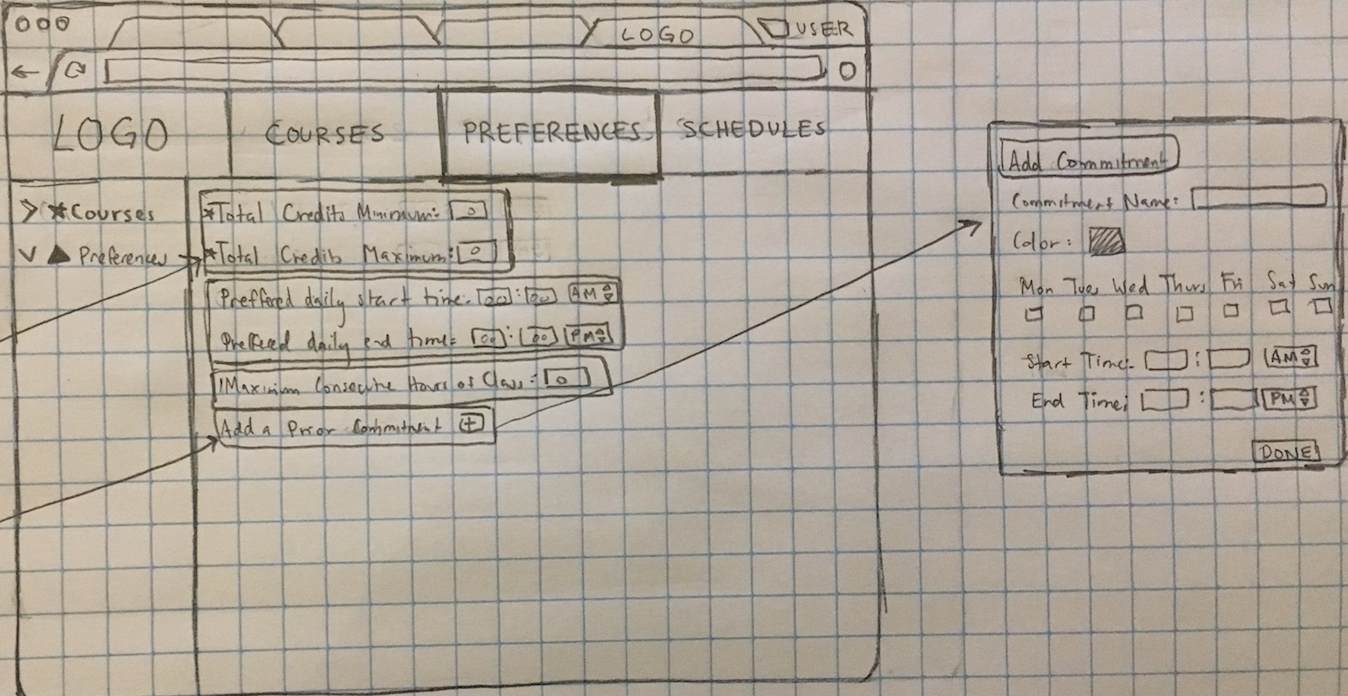 LOGO
USER
LOGO
COURSES
PREFERENCES
SCHEDULES
> *Courses
v ▲ Preferences
*Total Credits Minimum: 0
*Total Credits Maximum: 0
Preffered daily start time: 00:00 AM
Preffered daily end time: 00:00 PM
!Maximum Consecutive Hours of Class: 0
Add a Prior Commitment +
Add Commitment
Commitment Name:
Color:
Mon Tues Wed Thurs Fri Sat Sun
Start Time: : AM
End Time: : PM
DONE